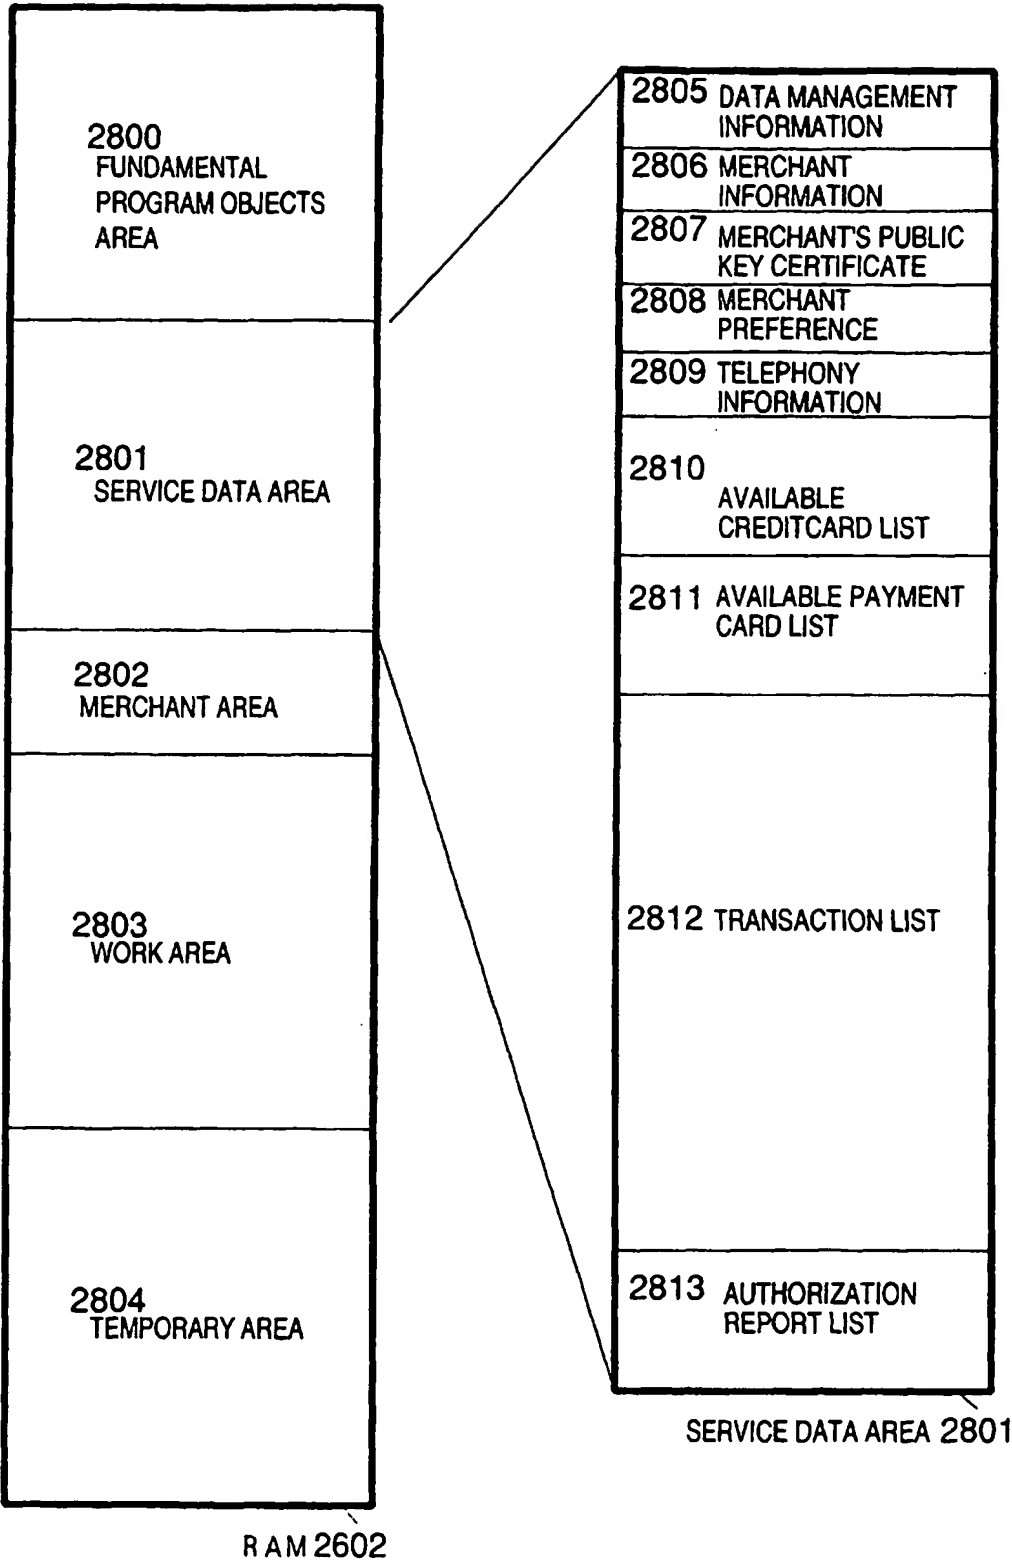 2800
FUNDAMENTAL
PROGRAM OBJECTS
AREA
2801
SERVICE DATA AREA
2802
MERCHANT AREA
2803
WORK AREA
2804
TEMPORARY AREA
RAM 2602
2805 DATA MANAGEMENT
INFORMATION
2806 MERCHANT
INFORMATION
2807 MERCHANT'S PUBLIC
KEY CERTIFICATE
2808 MERCHANT
PREFERENCE
2809 TELEPHONY
INFORMATION
2810
AVAILABLE
CREDITCARD LIST
2811 AVAILABLE PAYMENT
CARD LIST
2812 TRANSACTION LIST
2813 AUTHORIZATION
REPORT LIST
SERVICE DATA AREA 2801